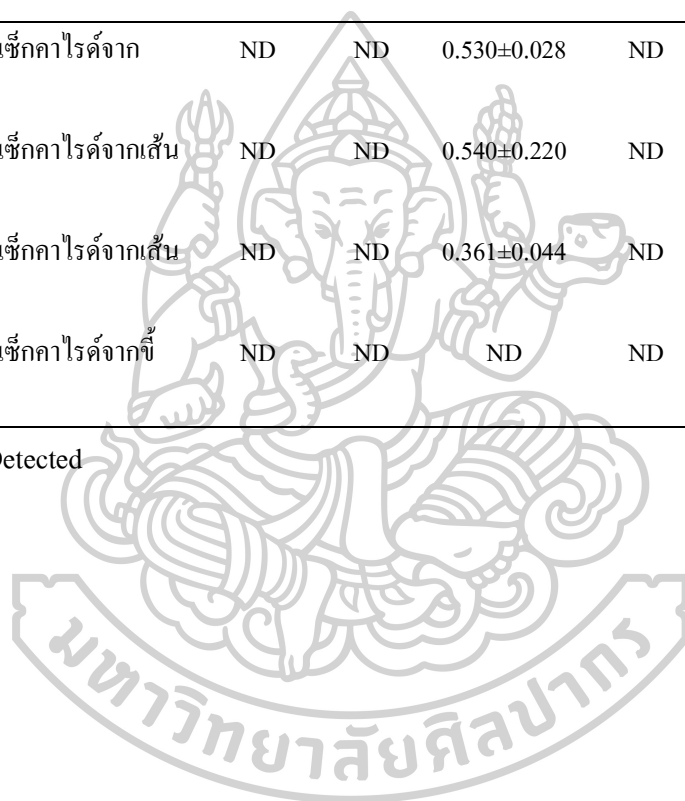 เซ็กคาไรด์จาก ND ND 0.530±0.028 ND
เซ็กคาไรด์จากเส้น ND ND 0.540±0.220 ND
เซ็กคาไรด์จากเส้น ND ND 0.361±0.044 ND
เซ็กคาไรด์จากขี้ ND ND ND ND
Detected
มหาวิทยาลัยศิลปากร